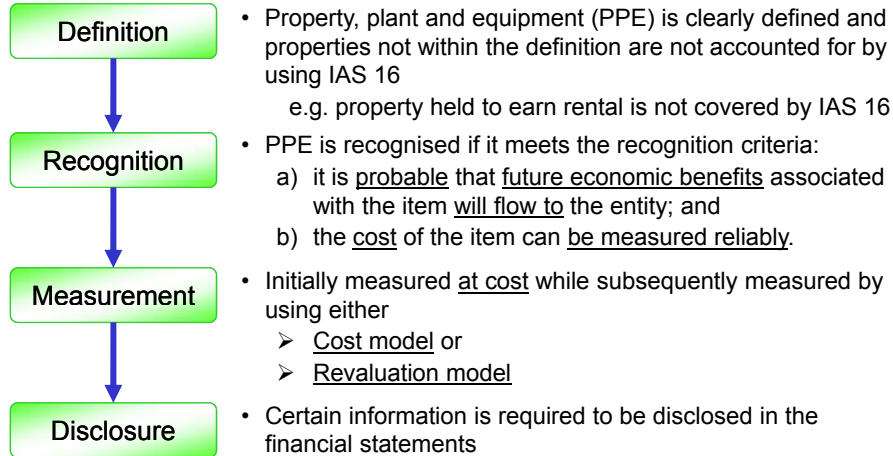 Definition
• Property, plant and equipment (PPE) is clearly defined and
properties not within the definition are not accounted for by
using IAS 16
e.g. property held to earn rental is not covered by IAS 16
Recognition
• PPE is recognised if it meets the recognition criteria:
a) it is probable that future economic benefits associated
with the item will flow to the entity; and
b) the cost of the item can be measured reliably.
Measurement
• Initially measured at cost while subsequently measured by
using either
➢ Cost model or
➢ Revaluation model
Disclosure
• Certain information is required to be disclosed in the
financial statements